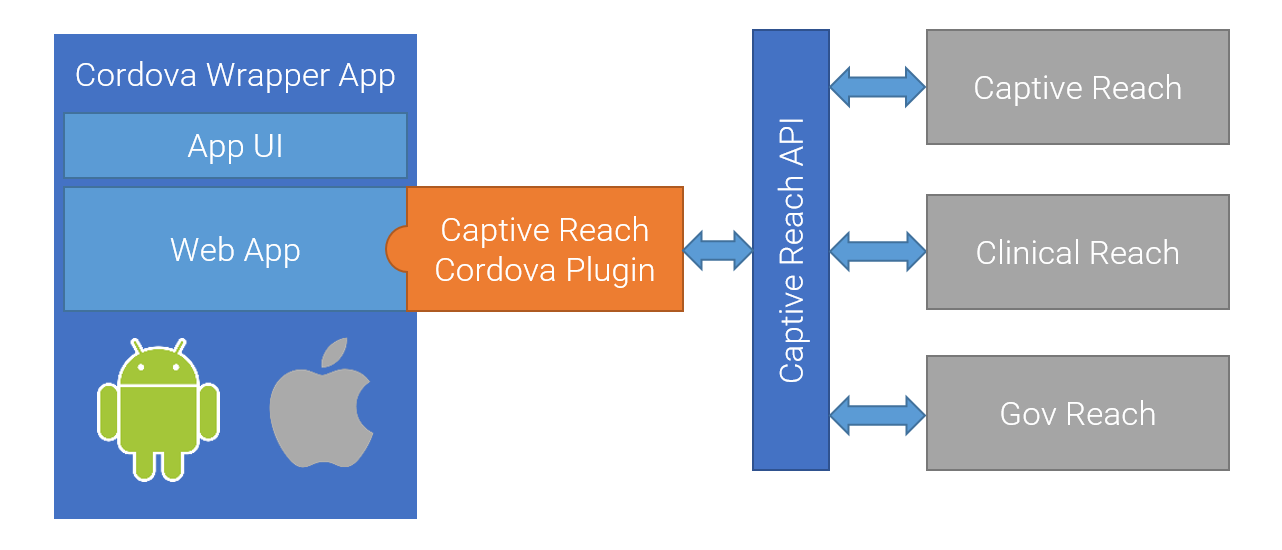 Cordova Wrapper App
App UI
Web App
Captive Reach
Cordova Plugin
Captive Reach API
Captive Reach
Clinical Reach
Gov Reach